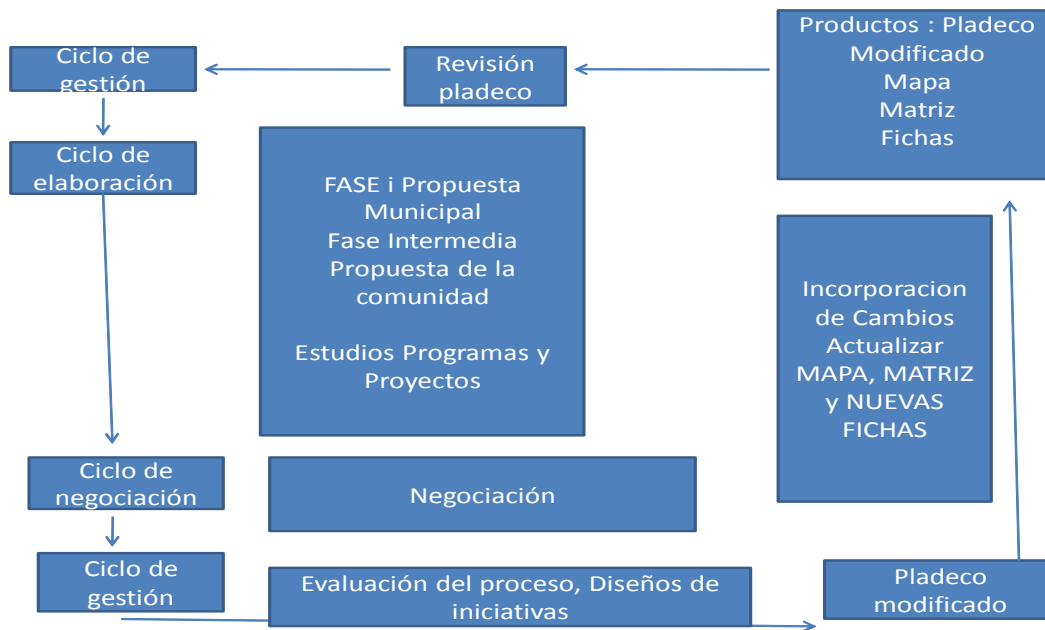 Ciclo de
gestión
Revisión
pladeco
Productos : Pladeco
Modificado
Mapa
Matriz
Fichas
Ciclo de
elaboración
FASE i Propuesta
Municipal
Fase Intermedia
Propuesta de la
comunidad
Estudios Programas y
Proyectos
Incorporacion
de Cambios
Actualizar
MAPA, MATRIZ
y NUEVAS
FICHAS
Ciclo de
negociación
Negociación
Ciclo de
gestión
Evaluación del proceso, Diseños de
iniciativas
Pladeco
modificado